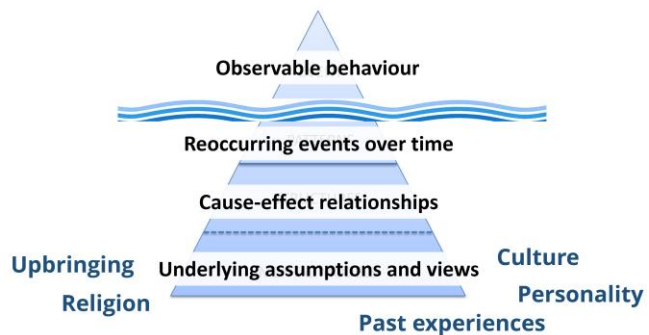 Observable behaviour
Reoccurring events over time
Cause-effect relationships
Underlying assumptions and views
Upbringing
Religion
Culture
Personality
Past experiences